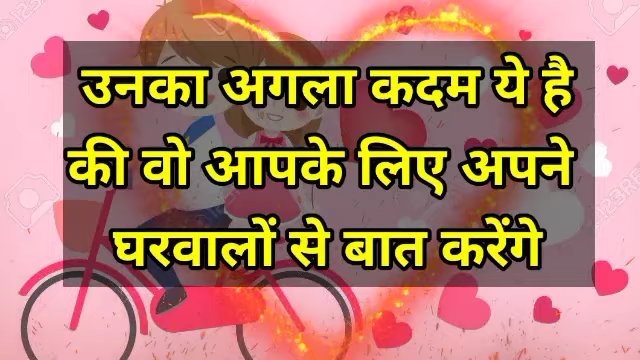 उनका अगला कदम ये है
की वो आपके लिए अपने
घरवालों से बात करेंगे